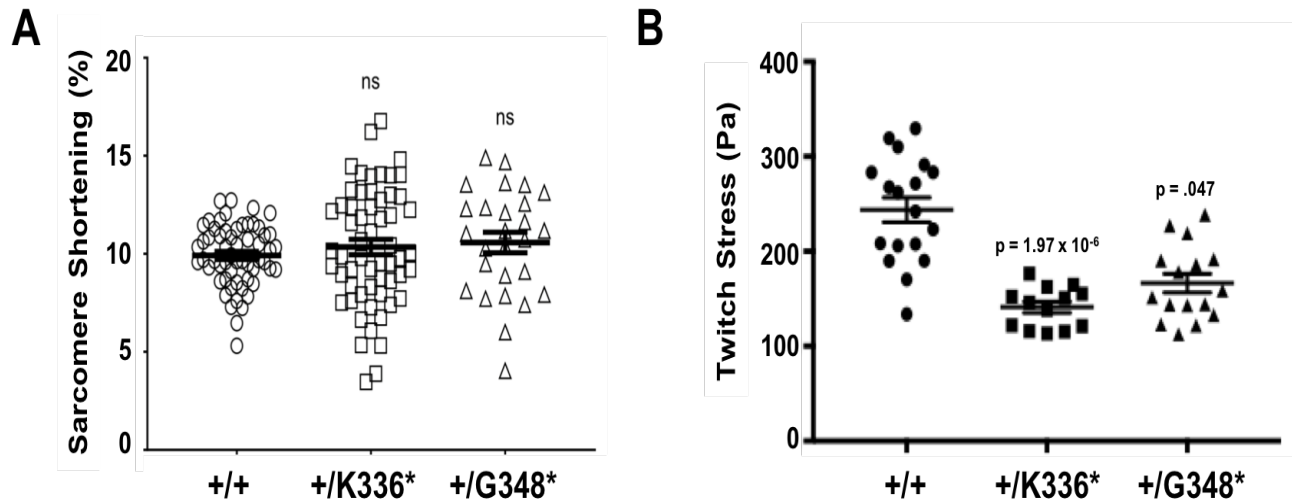 A
Sarcomere Shortening (%)
20
15
10
5
0
ns
ns
+/+
+/K336*
+/G348*
B
Twitch Stress (Pa)
400
300
200
100
0
p = 1.97 x 10⁻⁶
p = .047
+/+
+/K336*
+/G348*